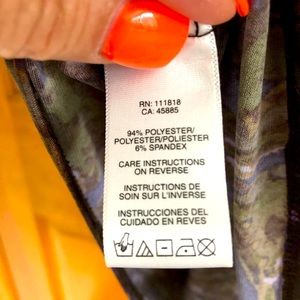 RN: 111818
CA: 45885
94% POLYESTER/
POLYESTER/POLIESTER
6% SPANDEX
CARE INSTRUCTIONS
ON REVERSE
INSTRUCTIONS DE
SOIN SUR L'INVERSE
INSTRUCCIONES DEL
CUIDADO EN REVES